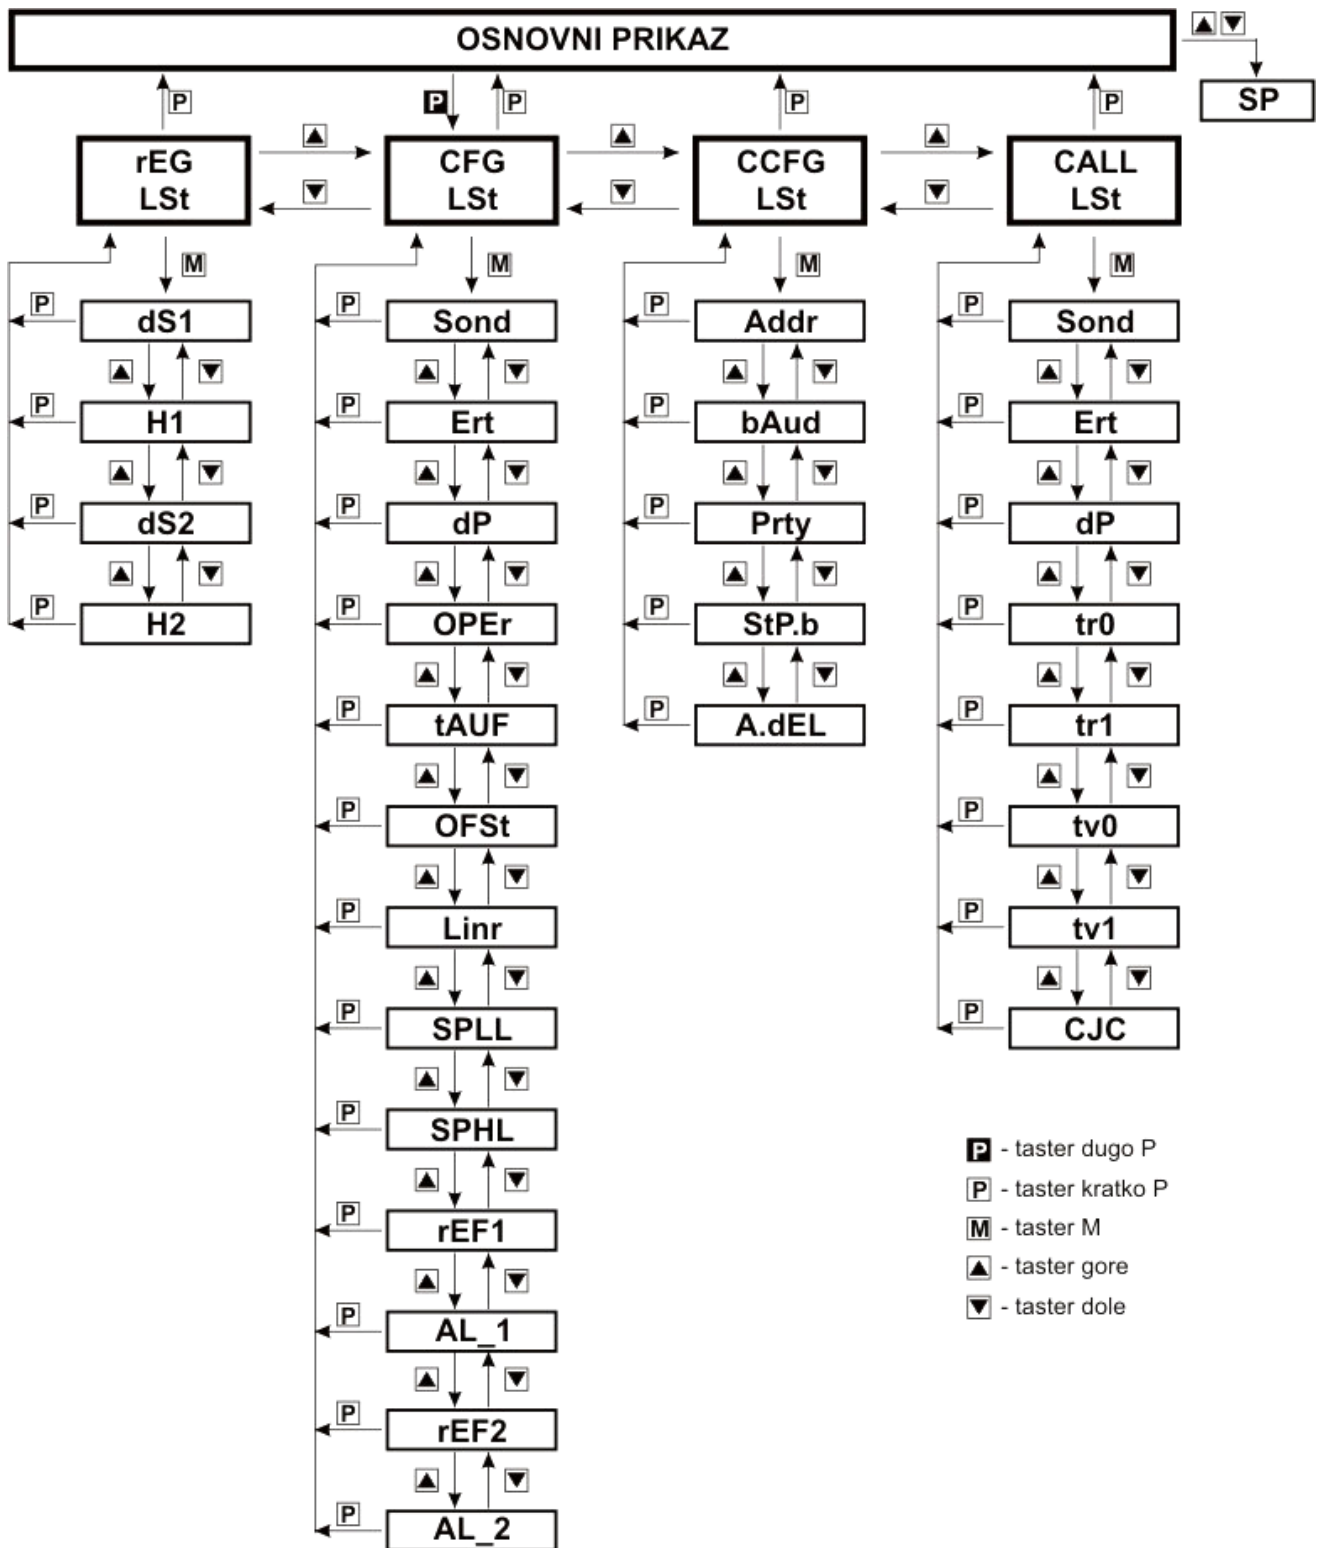 OSNOVNI PRIKAZ
SP
P
P
P
P
P
rEG
LSt
CFG
LSt
CCFG
LSt
CALL
LSt
M
M
M
M
P
dS1
P
Sond
P
Addr
P
Sond
P
H1
P
Ert
P
bAud
P
Ert
P
dS2
P
dP
P
Prty
P
dP
P
H2
P
OPEr
P
StP.b
P
tr0
P
tAUF
P
A.dEL
P
tr1
P
OFSt
P
tv0
P
Linr
P
tv1
P
SPLL
P
CJC
P
SPHL
P
rEF1
P
AL_1
P
rEF2
P
AL_2
P - taster dugo P
P - taster kratko P
M - taster M
▲ - taster gore
▼ - taster dole